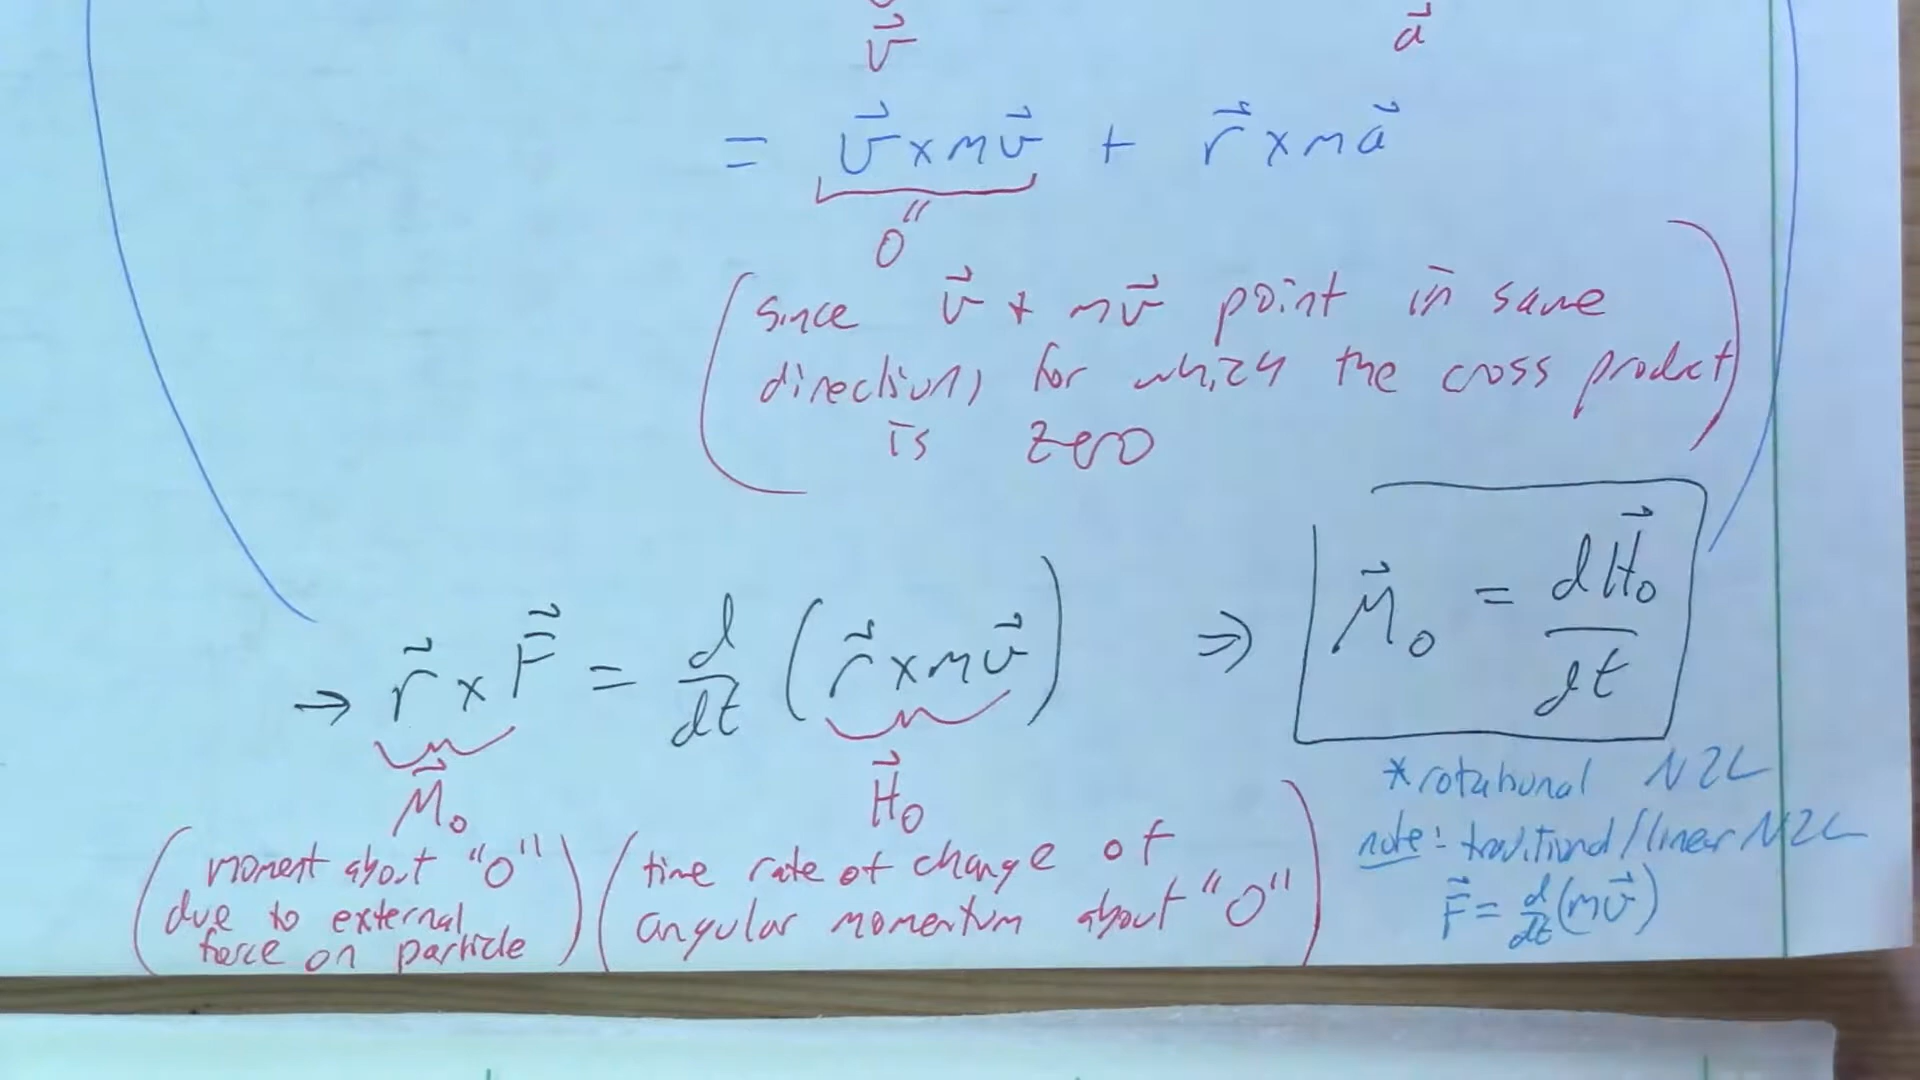 v⃗ a⃗
= v⃗ × mv⃗ + r⃗ × ma⃗
"
0
(since v⃗ + mv⃗ point in same
direction, for which the cross product
is zero)
→ r⃗ × F⃗ = d/dt (r⃗ × mv⃗) ⇒ M⃗o = dH⃗o/dt
M⃗o H⃗o
*rotational N2L
note: traditional/linear N2L
F⃗ = d/dt (mv⃗)
(moment about "O"
due to external
force on particle)
(time rate of change of
angular momentum about "O")